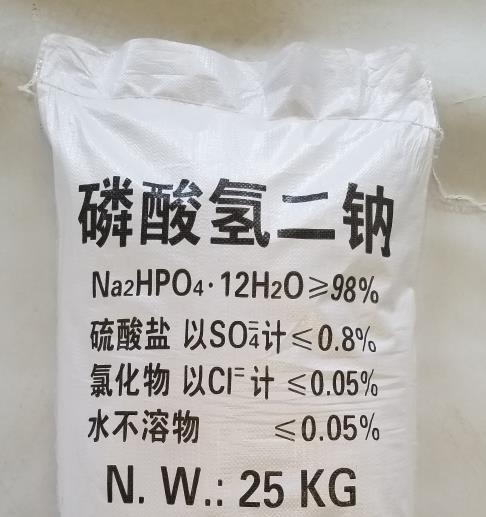 磷酸氢二钠
Na2HPO4·12H2O≥98%
硫酸盐 以SO₄⁼计≤0.8%
氯化物 以Cl⁼计 ≤0.05%
水不溶物 ≤0.05%
N. W.: 25 KG